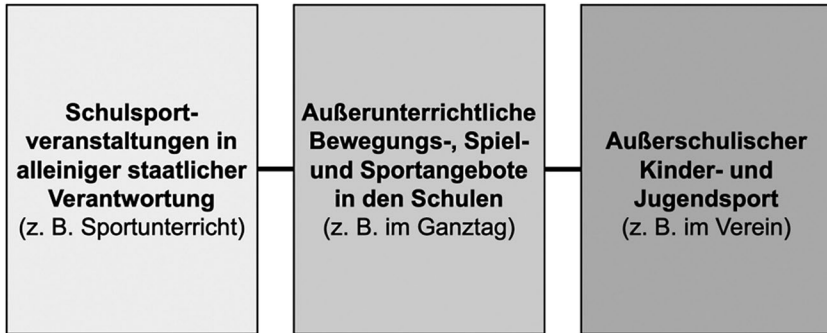 Schulsport-
veranstaltungen in
alleiniger staatlicher
Verantwortung
(z. B. Sportunterricht)
Außerunterrichtliche
Bewegungs-, Spiel-
und Sportangebote
in den Schulen
(z. B. im Ganztag)
Außerschulischer
Kinder- und
Jugendsport
(z. B. im Verein)